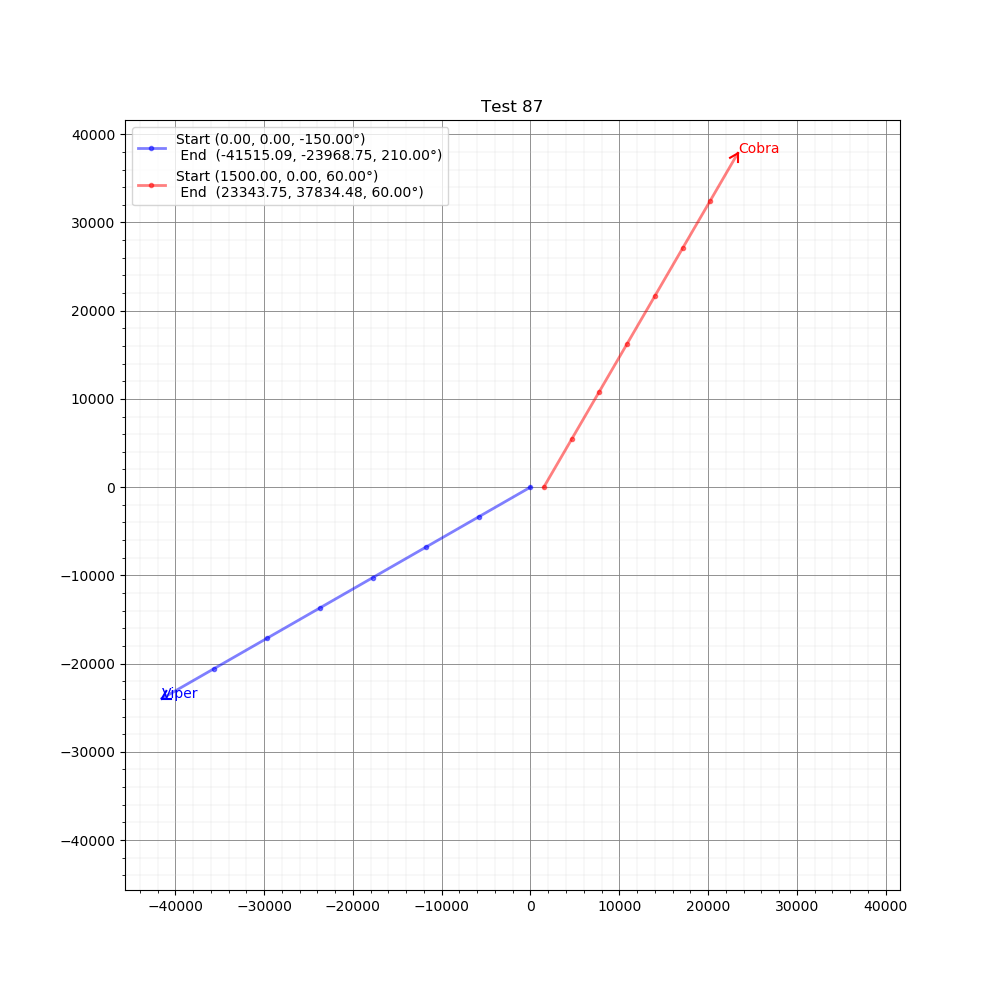 Test 87
Start (0.00, 0.00, -150.00°)
End  (-41515.09, -23968.75, 210.00°)
Start (1500.00, 0.00, 60.00°)
End  (23343.75, 37834.48, 60.00°)
Cobra
Viper
40000
30000
20000
10000
0
−10000
−20000
−30000
−40000
−40000 −30000 −20000 −10000 0 10000 20000 30000 40000